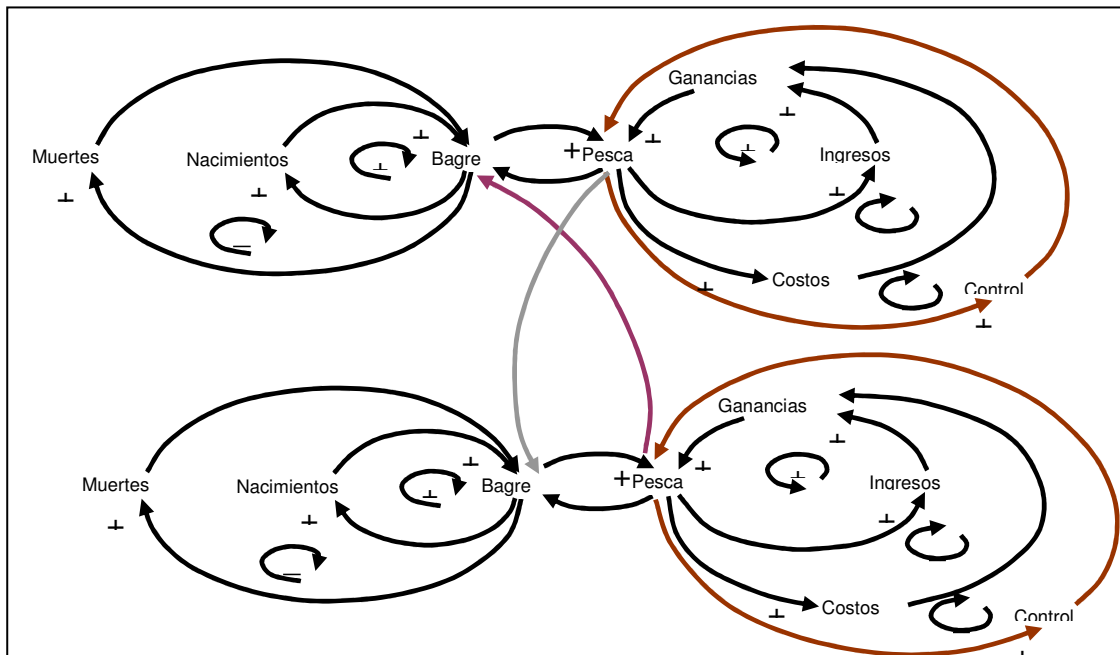 Ganancias
Muertes
Nacimientos
Bagre
+Pesca
Ingresos
Costos
Control
Ganancias
Muertes
Nacimientos
Bagre
+Pesca
Ingresos
Costos
Control